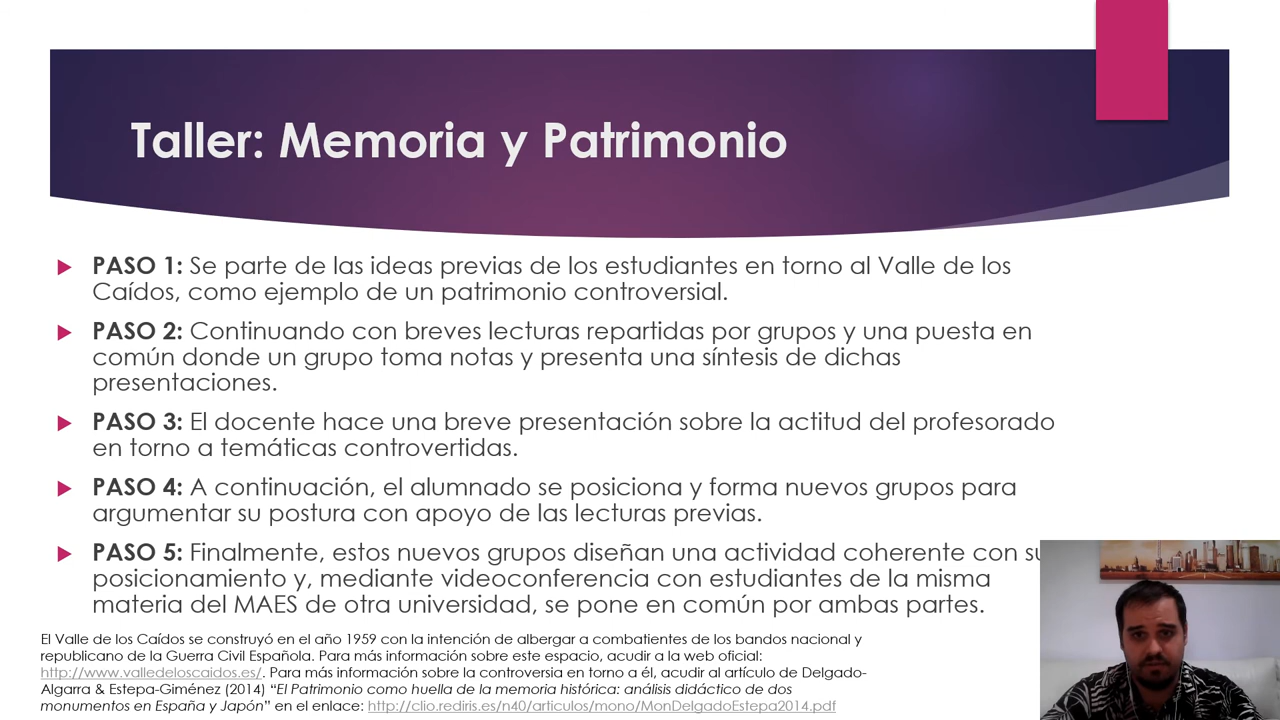 Taller: Memoria y Patrimonio
PASO 1: Se parte de las ideas previas de los estudiantes en torno al Valle de los
Caídos, como ejemplo de un patrimonio controversial.
PASO 2: Continuando con breves lecturas repartidas por grupos y una puesta en
común donde un grupo toma notas y presenta una síntesis de dichas
presentaciones.
PASO 3: El docente hace una breve presentación sobre la actitud del profesorado
en torno a temáticas controvertidas.
PASO 4: A continuación, el alumnado se posiciona y forma nuevos grupos para
argumentar su postura con apoyo de las lecturas previas.
PASO 5: Finalmente, estos nuevos grupos diseñan una actividad coherente con su
posicionamiento y, mediante videoconferencia con estudiantes de la misma
materia del MAES de otra universidad, se pone en común por ambas partes.
El Valle de los Caídos se construyó en el año 1959 con la intención de albergar a combatientes de los bandos nacional y
republicano de la Guerra Civil Española. Para más información sobre este espacio, acudir a la web oficial:
http://www.valledeloscaidos.es/. Para más información sobre la controversia en torno a él, acudir al artículo de Delgado-
Algarra & Estepa-Giménez (2014) “El Patrimonio como huella de la memoria histórica: análisis didáctico de dos
monumentos en España y Japón” en el enlace: http://clio.rediris.es/n40/articulos/mono/MonDelgadoEstepa2014.pdf